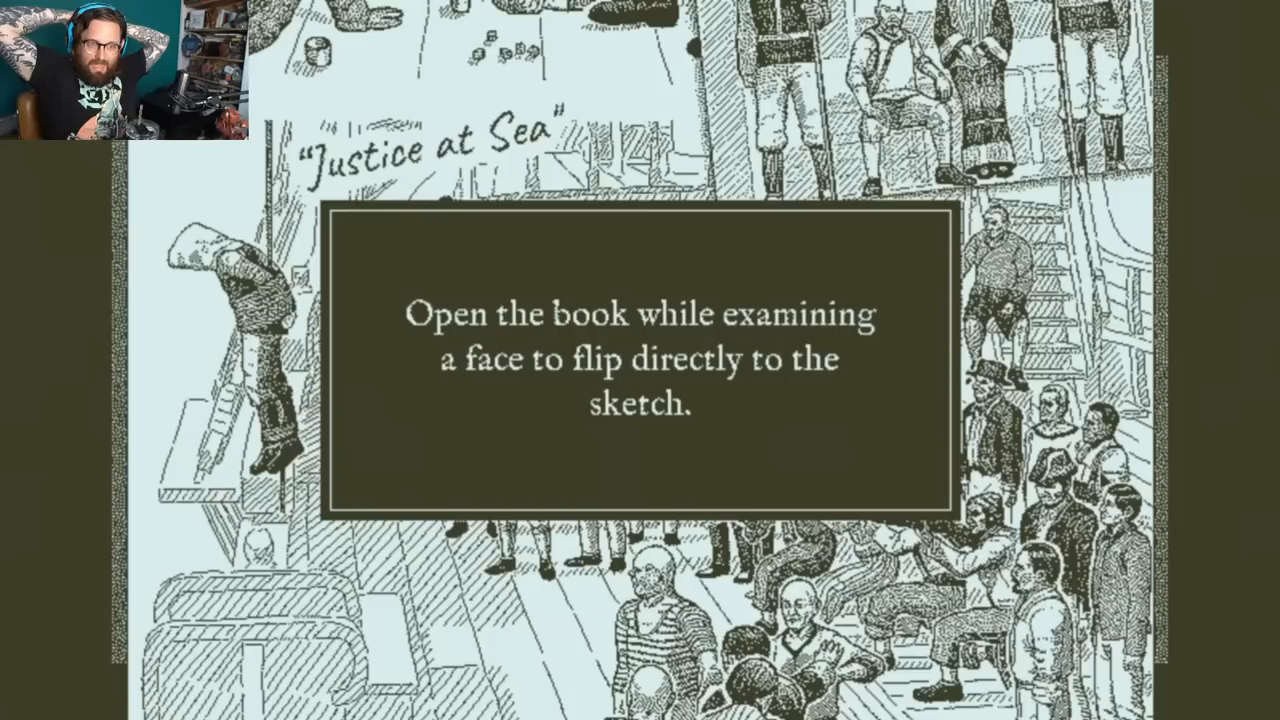 "Justice at Sea"
Open the book while examining
a face to flip directly to the
sketch.